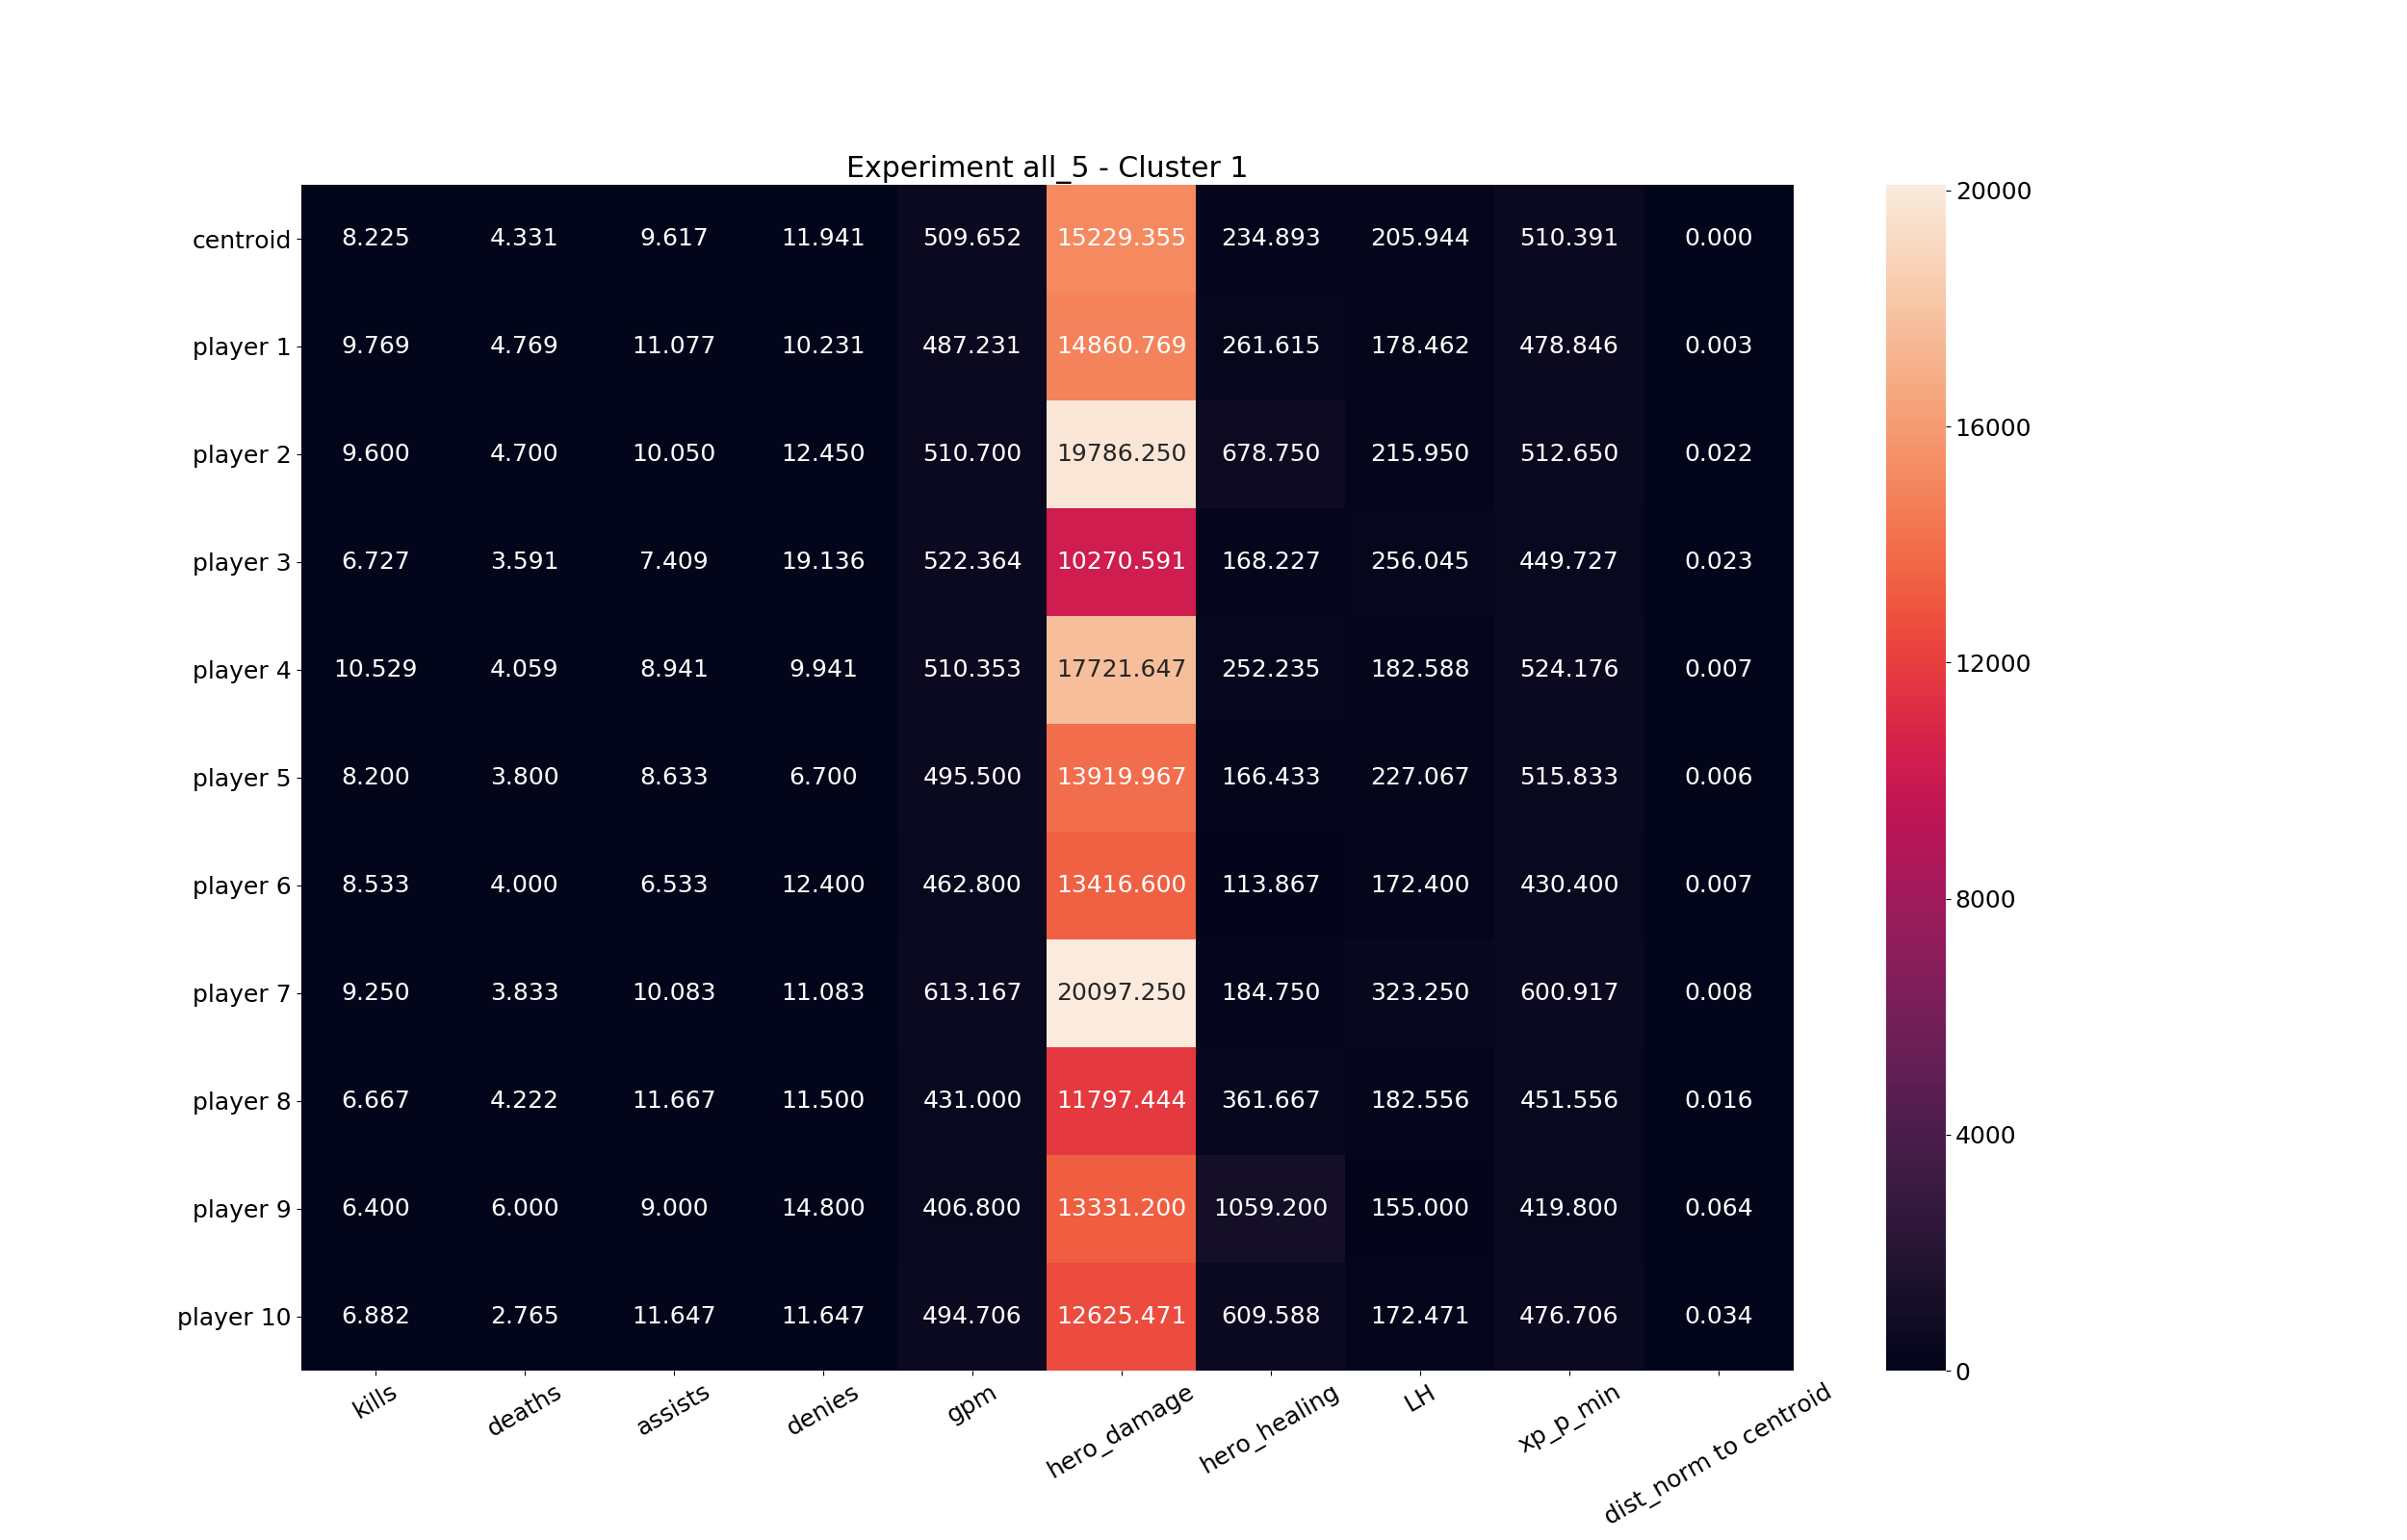 Experiment all_5 - Cluster 1
centroid 8.225 4.331 9.617 11.941 509.652 15229.355 234.893 205.944 510.391 0.000
player 1 9.769 4.769 11.077 10.231 487.231 14860.769 261.615 178.462 478.846 0.003
player 2 9.600 4.700 10.050 12.450 510.700 19786.250 678.750 215.950 512.650 0.022
player 3 6.727 3.591 7.409 19.136 522.364 10270.591 168.227 256.045 449.727 0.023
player 4 10.529 4.059 8.941 9.941 510.353 17721.647 252.235 182.588 524.176 0.007
player 5 8.200 3.800 8.633 6.700 495.500 13919.967 166.433 227.067 515.833 0.006
player 6 8.533 4.000 6.533 12.400 462.800 13416.600 113.867 172.400 430.400 0.007
player 7 9.250 3.833 10.083 11.083 613.167 20097.250 184.750 323.250 600.917 0.008
player 8 6.667 4.222 11.667 11.500 431.000 11797.444 361.667 182.556 451.556 0.016
player 9 6.400 6.000 9.000 14.800 406.800 13331.200 1059.200 155.000 419.800 0.064
player 10 6.882 2.765 11.647 11.647 494.706 12625.471 609.588 172.471 476.706 0.034
kills deaths assists denies gpm hero_damage hero_healing LH xp_p_min dist_norm to centroid
20000
16000
12000
8000
4000
0